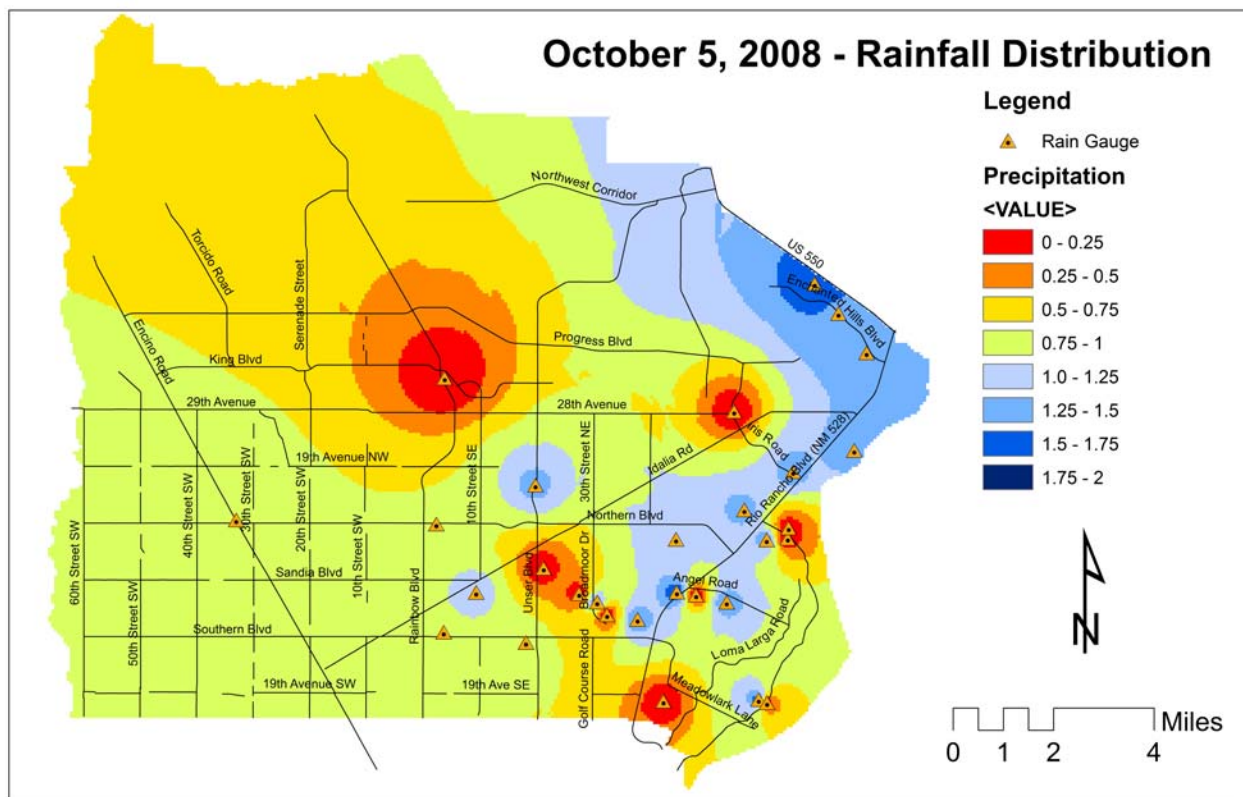 October 5, 2008 - Rainfall Distribution
Legend
Rain Gauge
Precipitation
<VALUE>
0 - 0.25
0.25 - 0.5
0.5 - 0.75
0.75 - 1
1.0 - 1.25
1.25 - 1.5
1.5 - 1.75
1.75 - 2
N
0 1 2 4 Miles
Northwest Corridor
US 550
Enchanted Hills Blvd
Torcido Road
Serenade Street
Encino Road
Progress Blvd
King Blvd
29th Avenue
28th Avenue
Iris Road
Rio Rancho Blvd (NM 528)
Idalia Rd
19th Avenue NW
30th Street NE
10th Street SE
30th Street SW
40th Street SW
20th Street SW
Northern Blvd
60th Street SW
50th Street SW
10th Street SW
Sandia Blvd
Rainbow Blvd
Unser Blvd
Broadmoor Dr
Angel Road
Southern Blvd
Loma Larga Road
Golf Course Road
19th Avenue SW
19th Ave SE
Meadowlark Lane